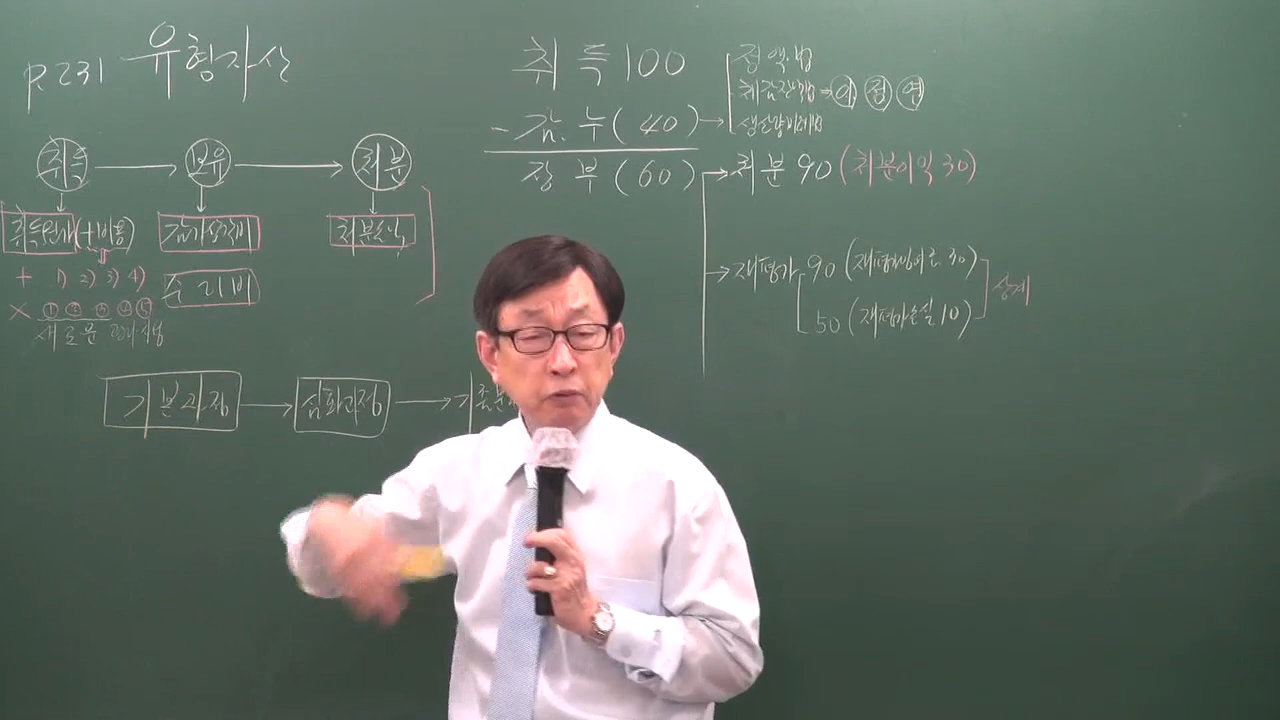 P. 231 유형자산
취득 → 보유 → 처분
취득원가 (+비용) 감가상각비 처분손익
+ 1) 2) 3) 4) 수리비
× ① ② ③ ④ ⑤
새로운
기본과정 → 심화과정 →
취득 100
- 감.누 (40) →
정액법
체감잔액법 → 이 정 연
생산량비례법
장부 (60) → 처분 90 (처분이익 30)
→ 재평가 90 (재평가잉여금 30)
50 (재평가손실 10)
상계